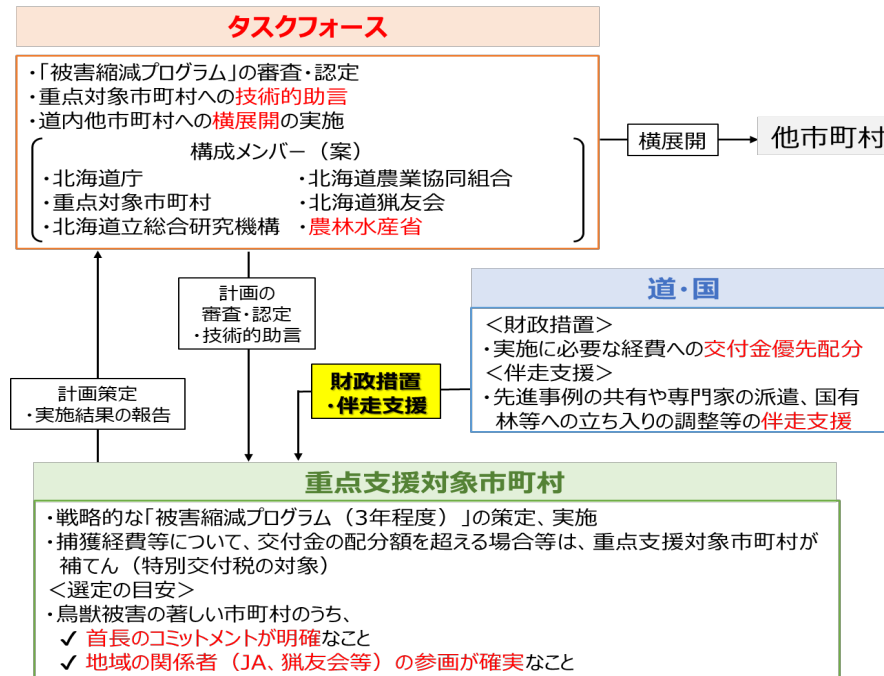 タスクフォース
・「被害縮減プログラム」の審査・認定
・重点対象市町村への技術的助言
・道内他市町村への横展開の実施
構成メンバー（案）
・北海道庁　・北海道農業協同組合
・重点対象市町村　・北海道猟友会
・北海道立総合研究機構　・農林水産省
横展開
他市町村
計画の
審査・認定
・技術的助言
道・国
＜財政措置＞
・実施に必要な経費への交付金優先配分
＜伴走支援＞
・先進事例の共有や専門家の派遣、国有
林等への立ち入りの調整等の伴走支援
財政措置
・伴走支援
計画策定
・実施結果の報告
重点支援対象市町村
・戦略的な「被害縮減プログラム（3年程度）」の策定、実施
・捕獲経費等について、交付金の配分額を超える場合等は、重点支援対象市町村が
補てん（特別交付税の対象）
＜選定の目安＞
・鳥獣被害の著しい市町村のうち、
✓ 首長のコミットメントが明確なこと
✓ 地域の関係者（JA、猟友会等）の参画が確実なこと